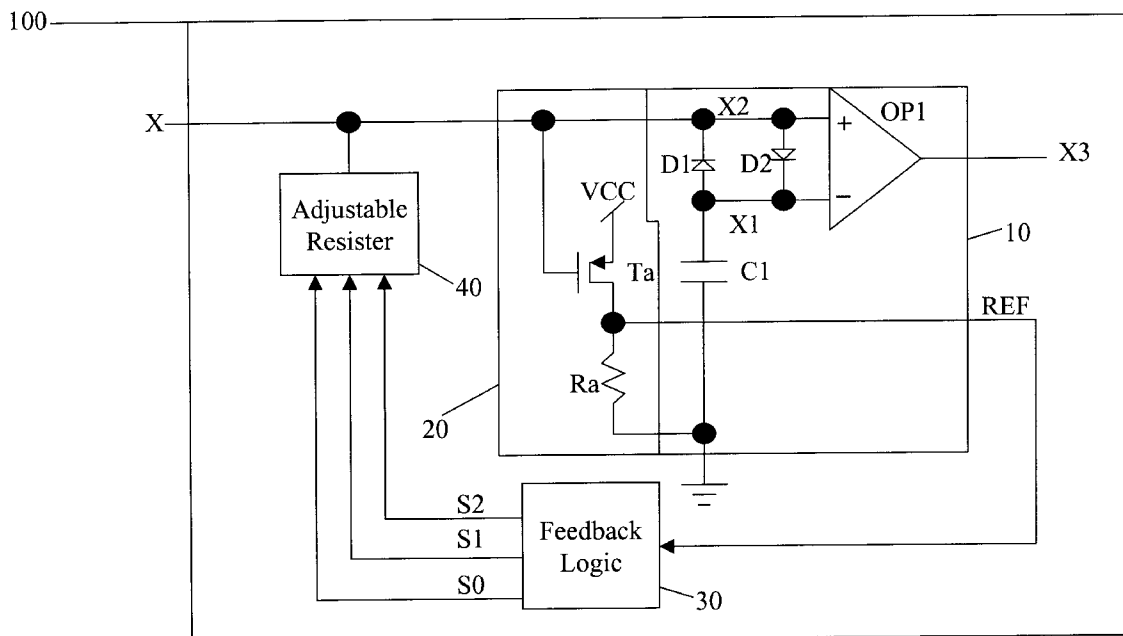 100
X
X2
OP1
+
D1
D2
X3
VCC
Adjustable
Resister
−
X1
10
Ta
C1
40
REF
Ra
20
S2
Feedback
Logic
S1
S0
30